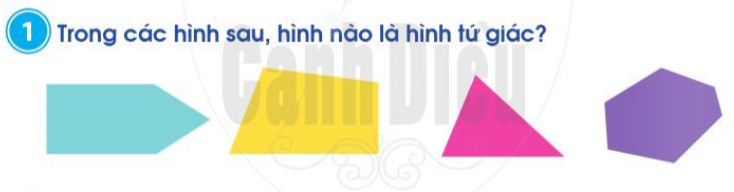 1 Trong các hình sau, hình nào là hình tứ giác?
Cánh Diều